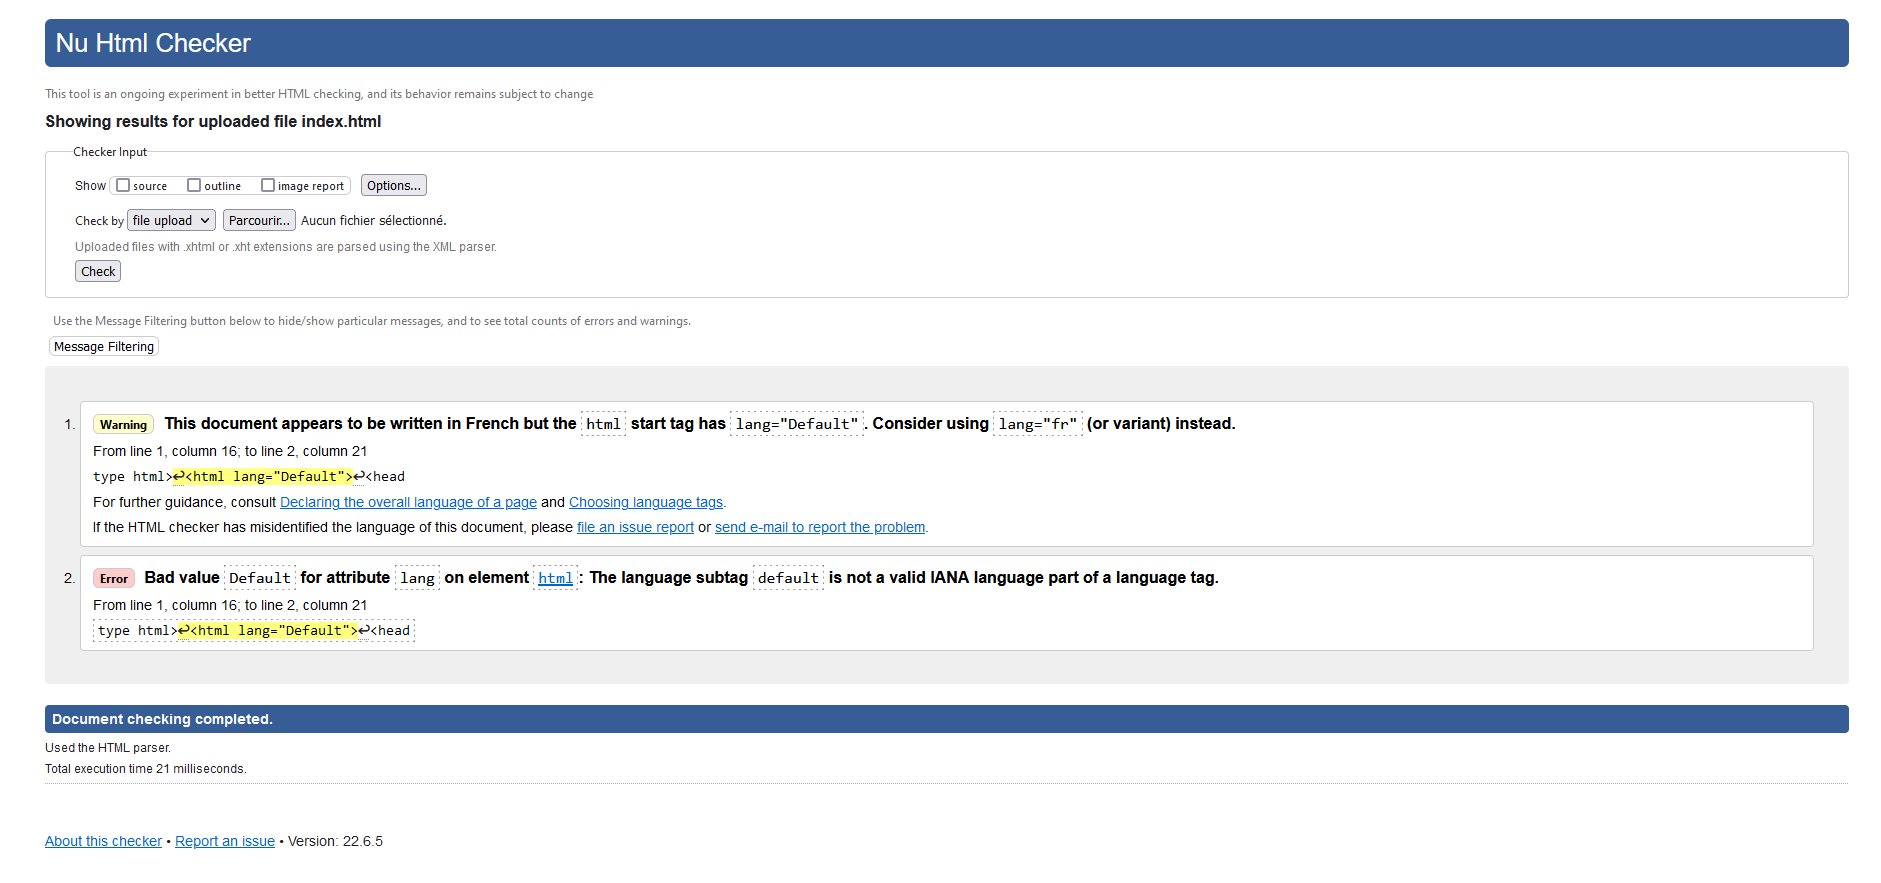 Nu Html Checker
This tool is an ongoing experiment in better HTML checking, and its behavior remains subject to change
Showing results for uploaded file index.html
Checker Input
Show source outline image report Options...
Check by file upload Parcourir... Aucun fichier sélectionné.
Uploaded files with .xhtml or .xht extensions are parsed using the XML parser.
Check
Use the Message Filtering button below to hide/show particular messages, and to see total counts of errors and warnings.
Message Filtering
1. Warning This document appears to be written in French but the html start tag has lang="Default". Consider using lang="fr" (or variant) instead.
From line 1, column 16; to line 2, column 21
type html>↩<html lang="Default">↩<head
For further guidance, consult Declaring the overall language of a page and Choosing language tags.
If the HTML checker has misidentified the language of this document, please file an issue report or send e-mail to report the problem.
2. Error Bad value Default for attribute lang on element html: The language subtag default is not a valid IANA language part of a language tag.
From line 1, column 16; to line 2, column 21
type html>↩<html lang="Default">↩<head
Document checking completed.
Used the HTML parser.
Total execution time 21 milliseconds.
About this checker • Report an issue • Version: 22.6.5